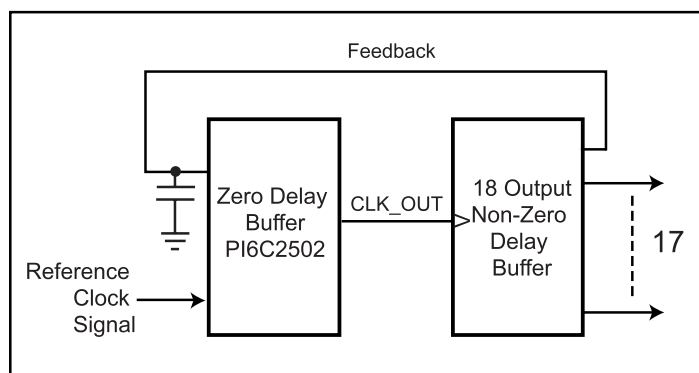 Feedback
Zero Delay
Buffer
PI6C2502
CLK_OUT
18 Output
Non-Zero
Delay
Buffer
17
Reference
Clock
Signal